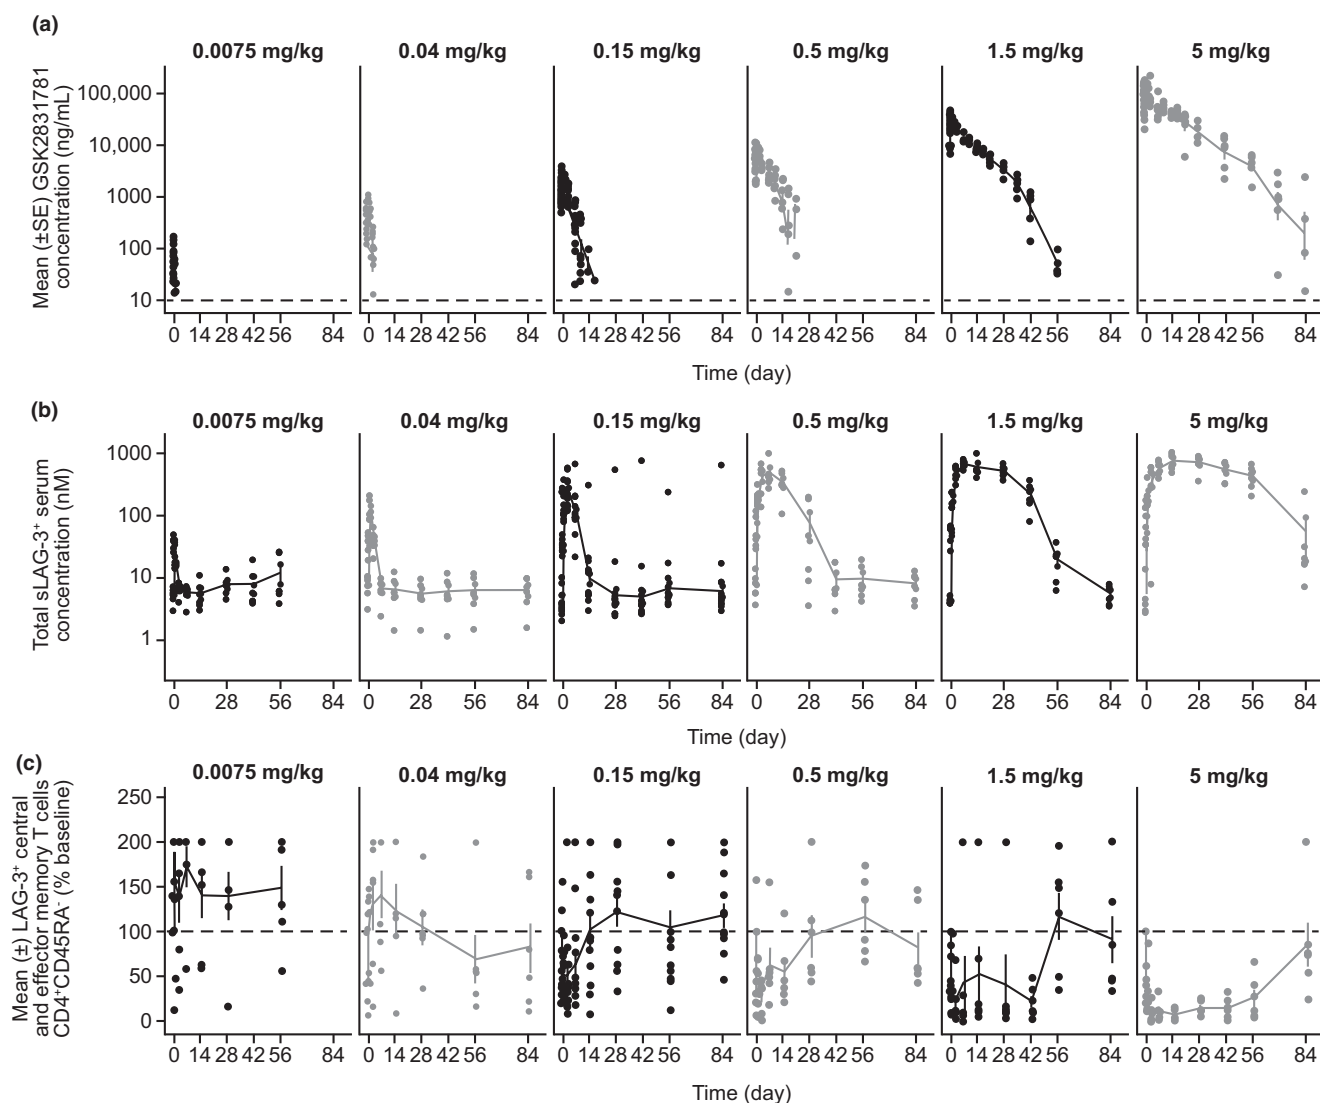 (a)
0.0075 mg/kg 0.04 mg/kg 0.15 mg/kg 0.5 mg/kg 1.5 mg/kg 5 mg/kg
Mean (±SE) GSK2831781
concentration (ng/mL)
100,000
10,000
1000
100
10
0 14 28 42 56 84 0 14 28 42 56 84 0 14 28 42 56 84 0 14 28 42 56 84 0 14 28 42 56 84 0 14 28 42 56 84
Time (day)
(b)
0.0075 mg/kg 0.04 mg/kg 0.15 mg/kg 0.5 mg/kg 1.5 mg/kg 5 mg/kg
Total sLAG-3⁺ serum
concentration (nM)
1000
100
10
1
0 28 56 84 0 28 56 84 0 28 56 84 0 28 56 84 0 28 56 84 0 28 56 84
Time (day)
(c)
0.0075 mg/kg 0.04 mg/kg 0.15 mg/kg 0.5 mg/kg 1.5 mg/kg 5 mg/kg
Mean (±) LAG-3⁺ central
and effector memory T cells
CD4⁺CD45RA⁻ (% baseline)
250
200
150
100
50
0
0 14 28 42 56 84 0 14 28 42 56 84 0 14 28 42 56 84 0 14 28 42 56 84 0 14 28 42 56 84 0 14 28 42 56 84
Time (day)